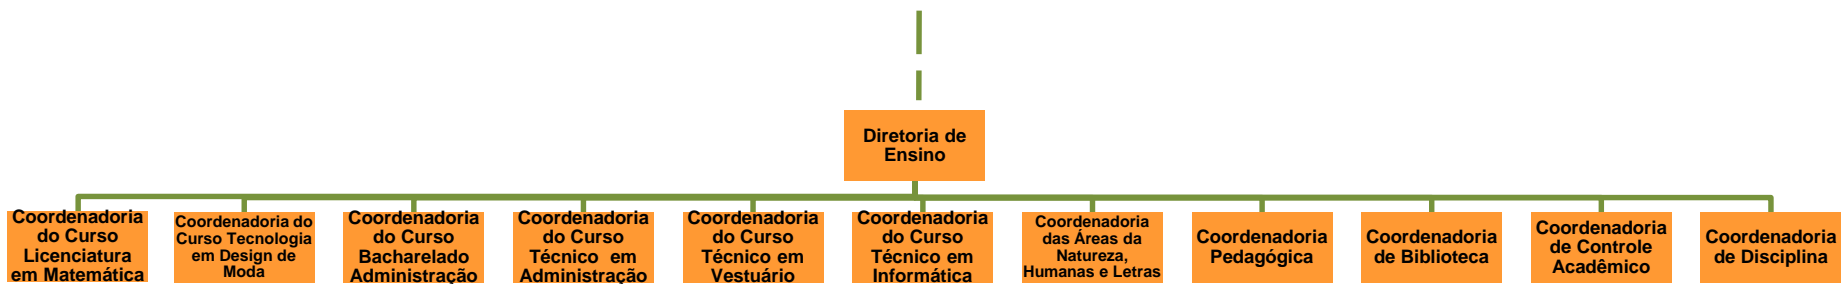 Diretoria de
Ensino
Coordenadoria
do Curso
Licenciatura
em Matemática
Coordenadoria do
Curso Tecnologia
em Design de
Moda
Coordenadoria
do Curso
Bacharelado
Administração
Coordenadoria
do Curso
Técnico em
Administração
Coordenadoria
do Curso
Técnico em
Vestuário
Coordenadoria
do Curso
Técnico em
Informática
Coordenadoria
das Áreas da
Natureza,
Humanas e Letras
Coordenadoria
Pedagógica
Coordenadoria
de Biblioteca
Coordenadoria
de Controle
Acadêmico
Coordenadoria
de Disciplina